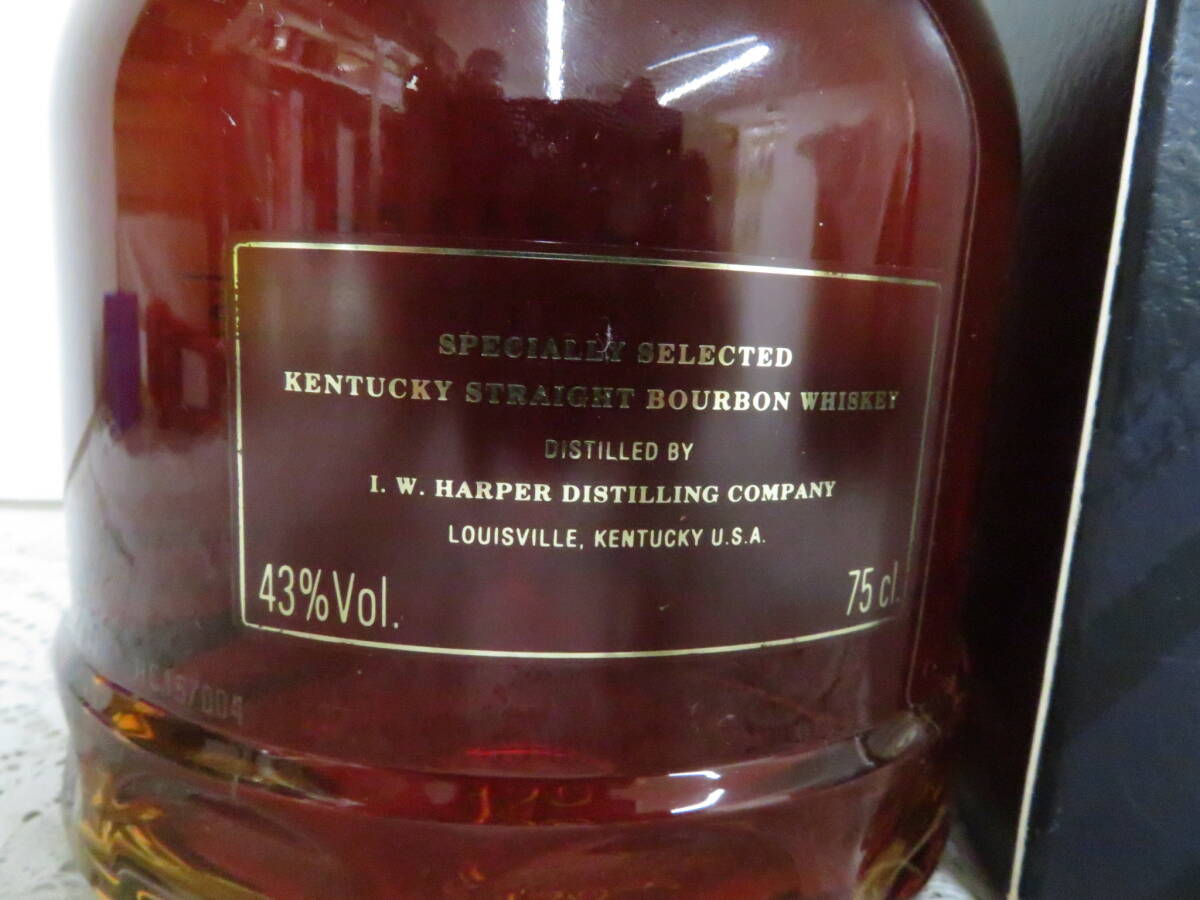 SPECIALLY SELECTED
KENTUCKY STRAIGHT BOURBON WHISKEY
DISTILLED BY
I. W. HARPER DISTILLING COMPANY
LOUISVILLE, KENTUCKY U.S.A.
43%Vol.
75 cl.